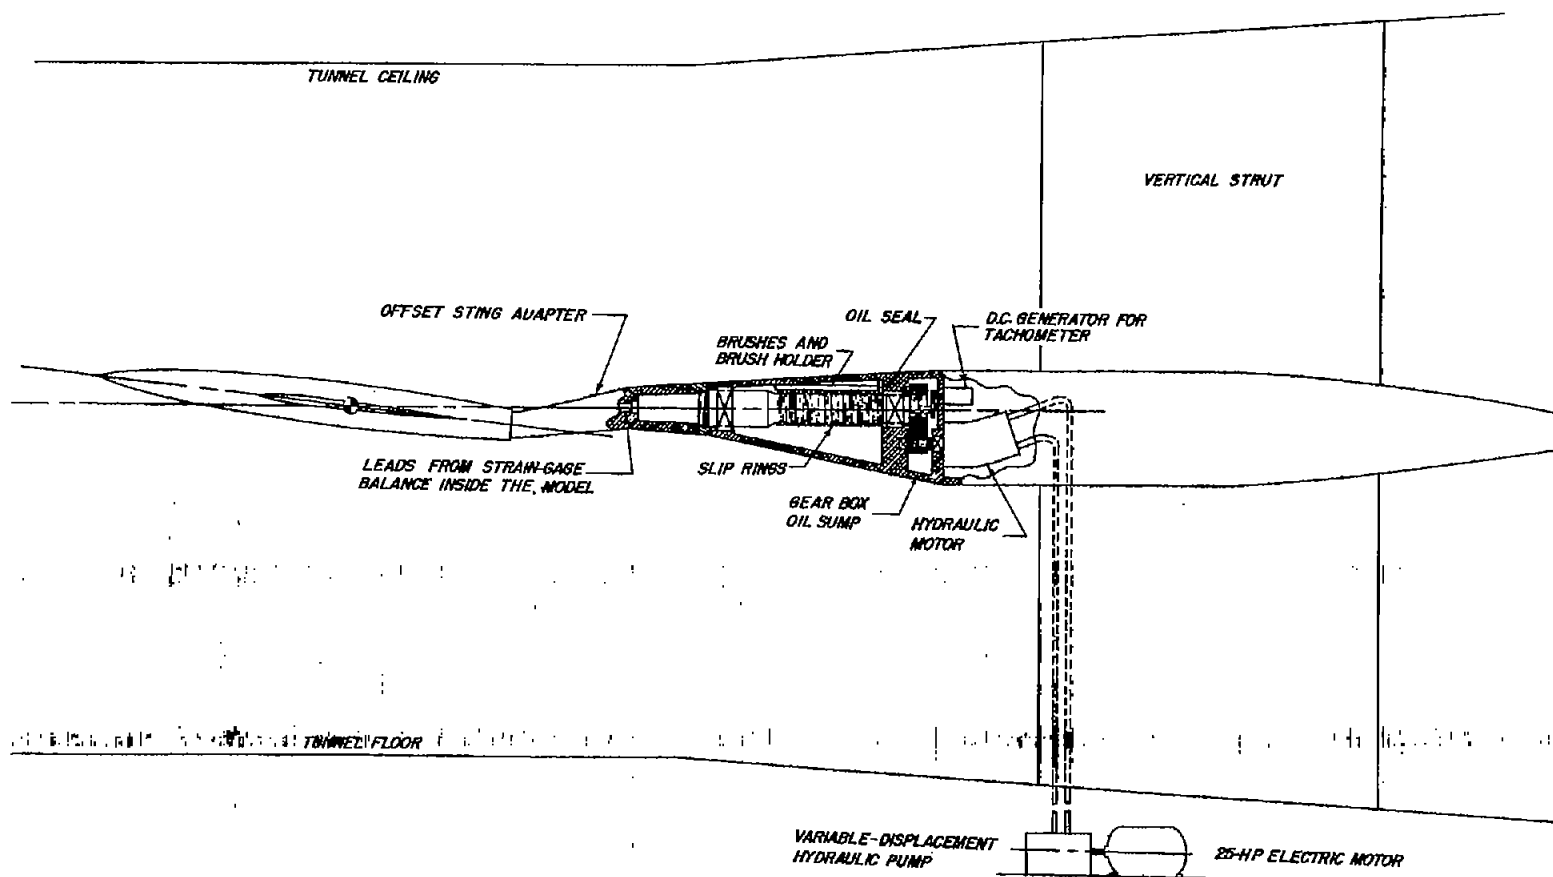 TUNNEL CEILING
VERTICAL STRUT
OFFSET STING ADAPTER
OIL SEAL
D.C. GENERATOR FOR
TACHOMETER
BRUSHES AND
BRUSH HOLDER
LEADS FROM STRAIN-GAGE
BALANCE INSIDE THE MODEL
SLIP RINGS
GEAR BOX
OIL SUMP
HYDRAULIC
MOTOR
TUNNEL FLOOR
VARIABLE-DISPLACEMENT
HYDRAULIC PUMP
25-HP ELECTRIC MOTOR